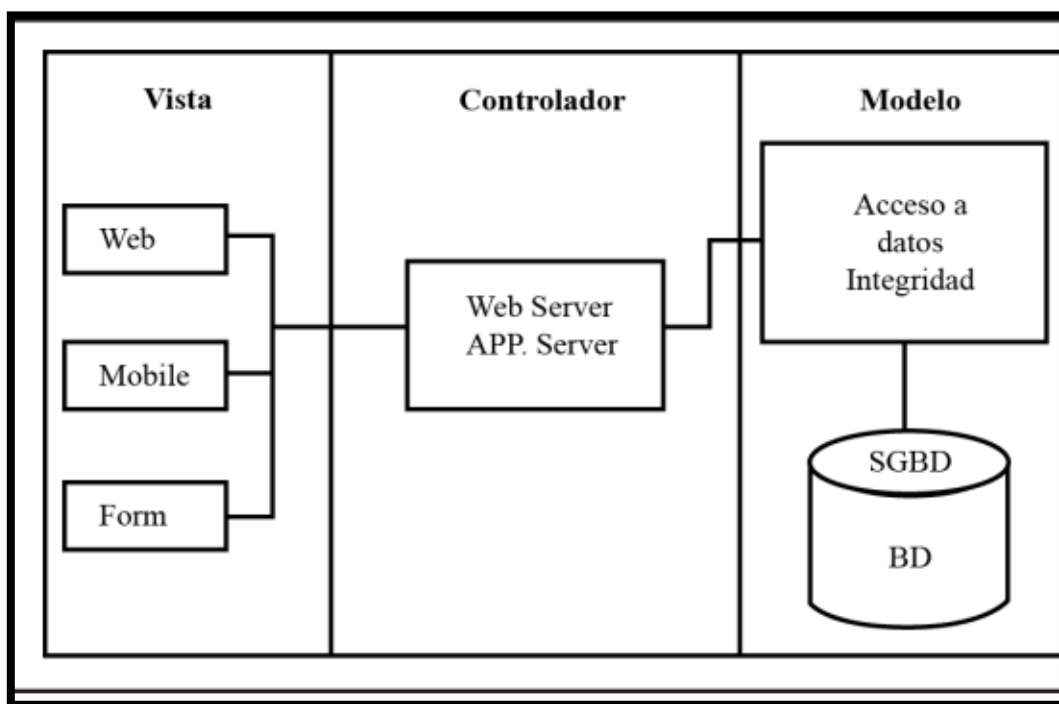 Vista
Controlador
Modelo
Web
Mobile
Form
Web Server
APP. Server
Acceso a
datos
Integridad
SGBD
BD